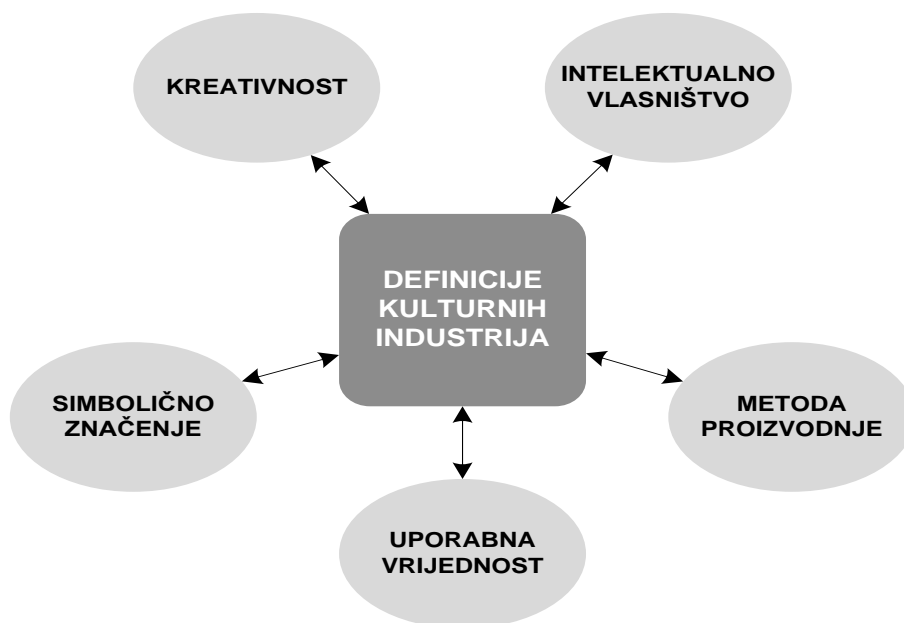 KREATIVNOST
INTELEKTUALNO
VLASNIŠTVO
DEFINICIJE
KULTURNIH
INDUSTRIJA
SIMBOLIČNO
ZNAČENJE
METODA
PROIZVODNJE
UPORABNA
VRIJEDNOST